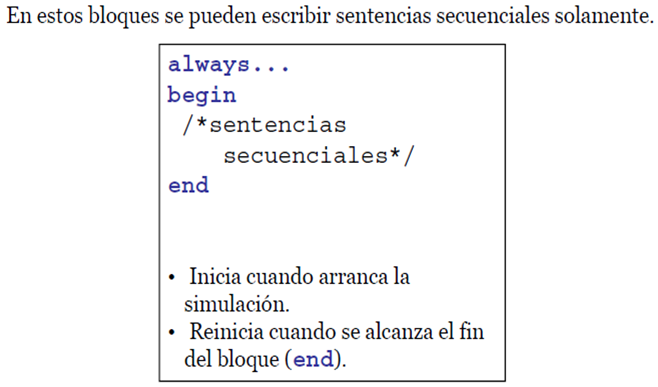 En estos bloques se pueden escribir sentencias secuenciales solamente.
always...
begin
/*sentencias
secuenciales*/
end
• Inicia cuando arranca la
simulación.
• Reinicia cuando se alcanza el fin
del bloque (end).